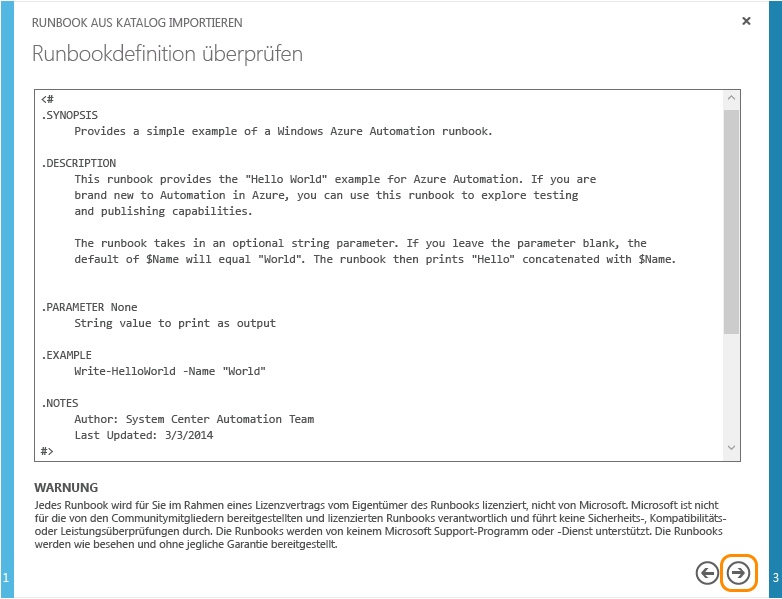 RUNBOOK AUS KATALOG IMPORTIEREN
Runbookdefinition überprüfen
<#
.SYNOPSIS
Provides a simple example of a Windows Azure Automation runbook.
.DESCRIPTION
This runbook provides the "Hello World" example for Azure Automation. If you are
brand new to Automation in Azure, you can use this runbook to explore testing
and publishing capabilities.
The runbook takes in an optional string parameter. If you leave the parameter blank, the
default of $Name will equal "World". The runbook then prints "Hello" concatenated with $Name.
.PARAMETER None
String value to print as output
.EXAMPLE
Write-HelloWorld -Name "World"
.NOTES
Author: System Center Automation Team
Last Updated: 3/3/2014
#>
WARNUNG
Jedes Runbook wird für Sie im Rahmen eines Lizenzvertrags vom Eigentümer des Runbooks lizenziert, nicht von Microsoft. Microsoft ist nicht
für die von den Communitymitgliedern bereitgestellten und lizenzierten Runbooks verantwortlich und führt keine Sicherheits-, Kompatibilitäts-
oder Leistungsüberprüfungen durch. Die Runbooks werden von keinem Microsoft Support-Programm oder -Dienst unterstützt. Die Runbooks
werden wie besehen und ohne jegliche Garantie bereitgestellt.
1
3